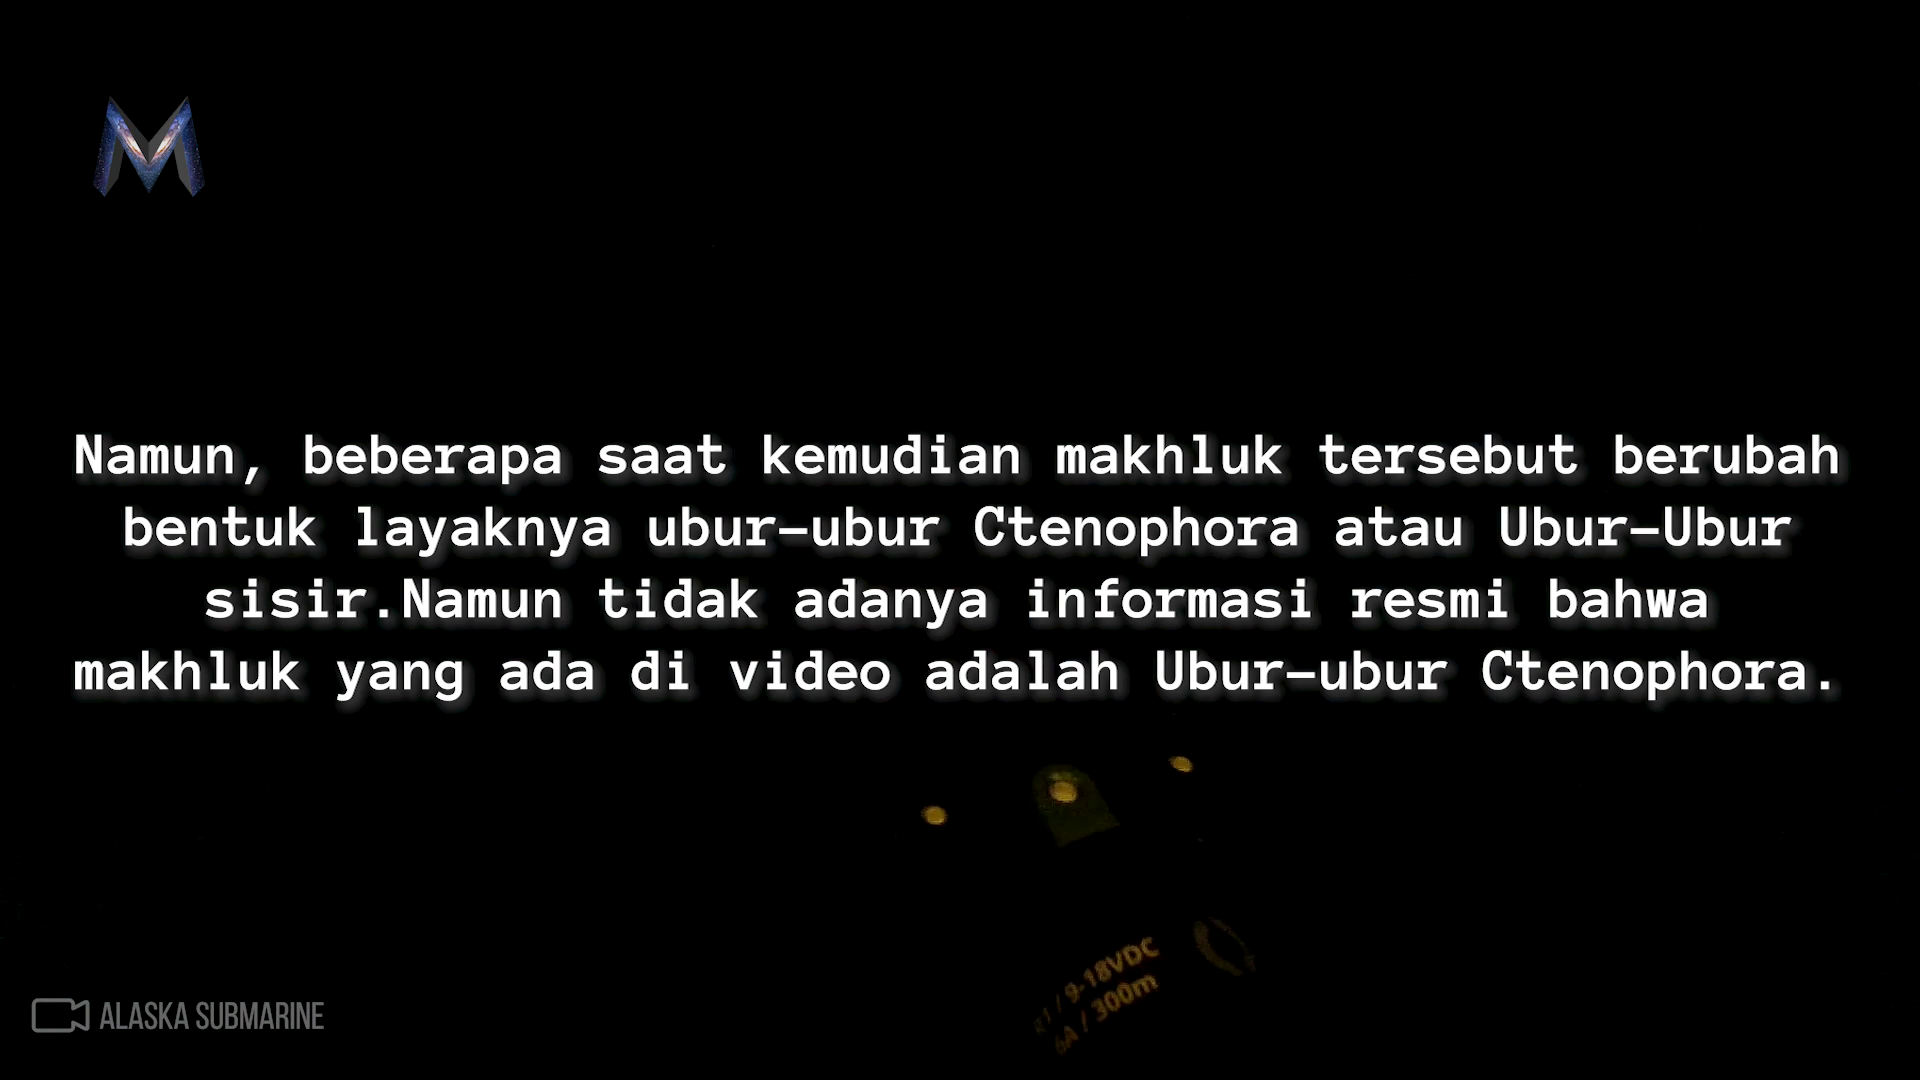 M
Namun, beberapa saat kemudian makhluk tersebut berubah
bentuk layaknya ubur-ubur Ctenophora atau Ubur-Ubur
sisir.Namun tidak adanya informasi resmi bahwa
makhluk yang ada di video adalah Ubur-ubur Ctenophora.
/ 9-18VDC
6A / 300m
ALASKA SUBMARINE